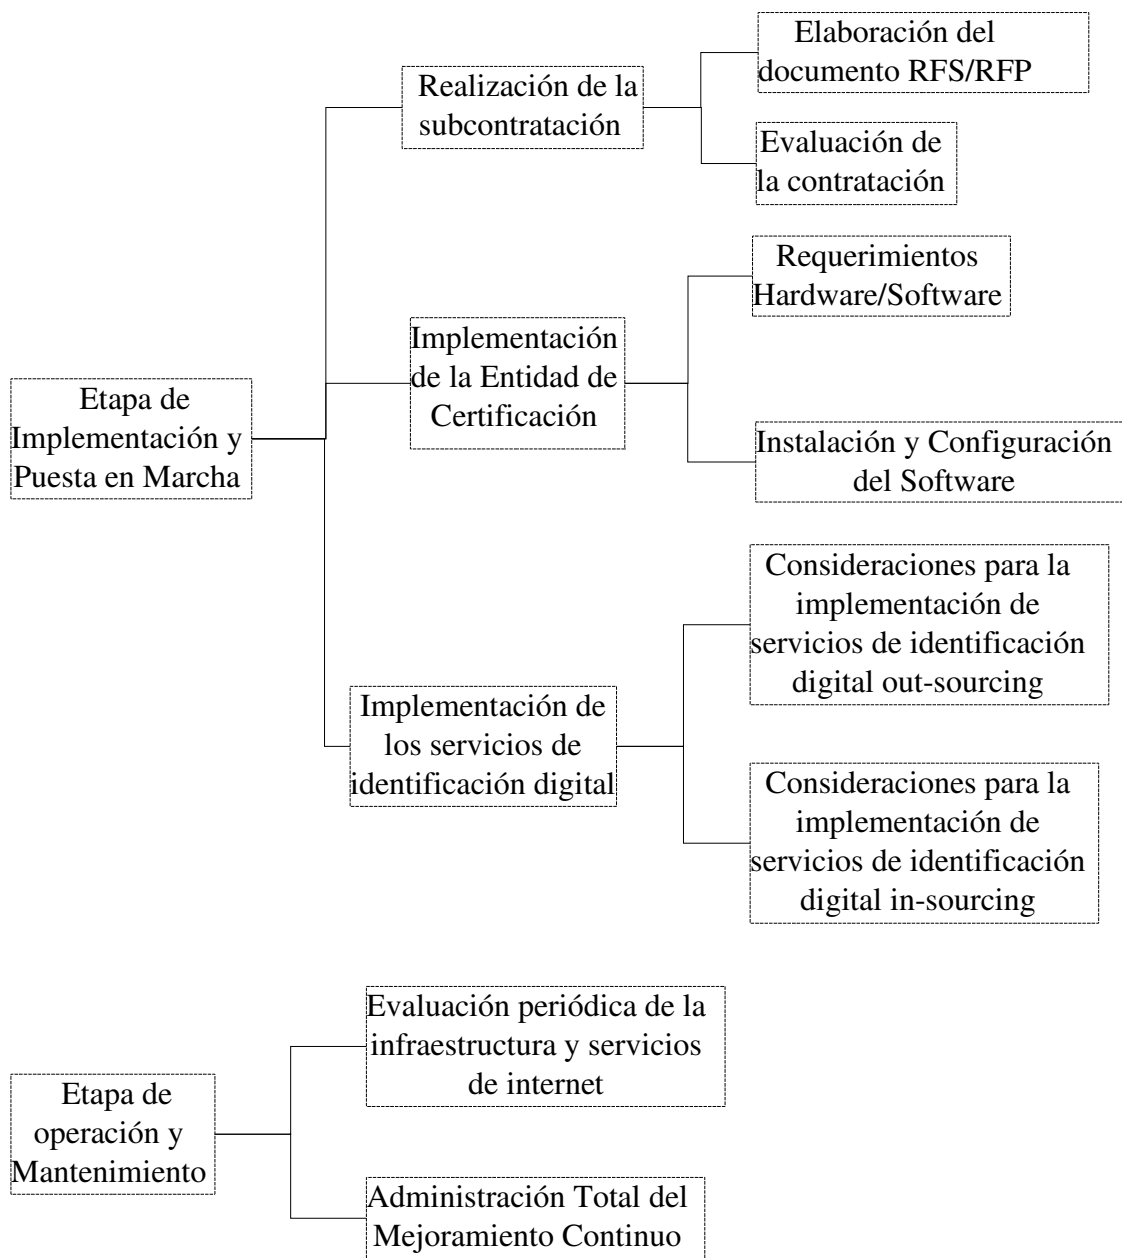 Elaboración del
documento RFS/RFP
Realización de la
subcontratación
Evaluación de
la contratación
Requerimientos
Hardware/Software
Implementación
de la Entidad de
Certificación
Etapa de
Implementación y
Puesta en Marcha
Instalación y Configuración
del Software
Consideraciones para la
implementación de
servicios de identificación
digital out-sourcing
Implementación de
los servicios de
identificación digital
Consideraciones para la
implementación de
servicios de identificación
digital in-sourcing
Evaluación periódica de la
infraestructura y servicios
de internet
Etapa de
operación y
Mantenimiento
Administración Total del
Mejoramiento Continuo